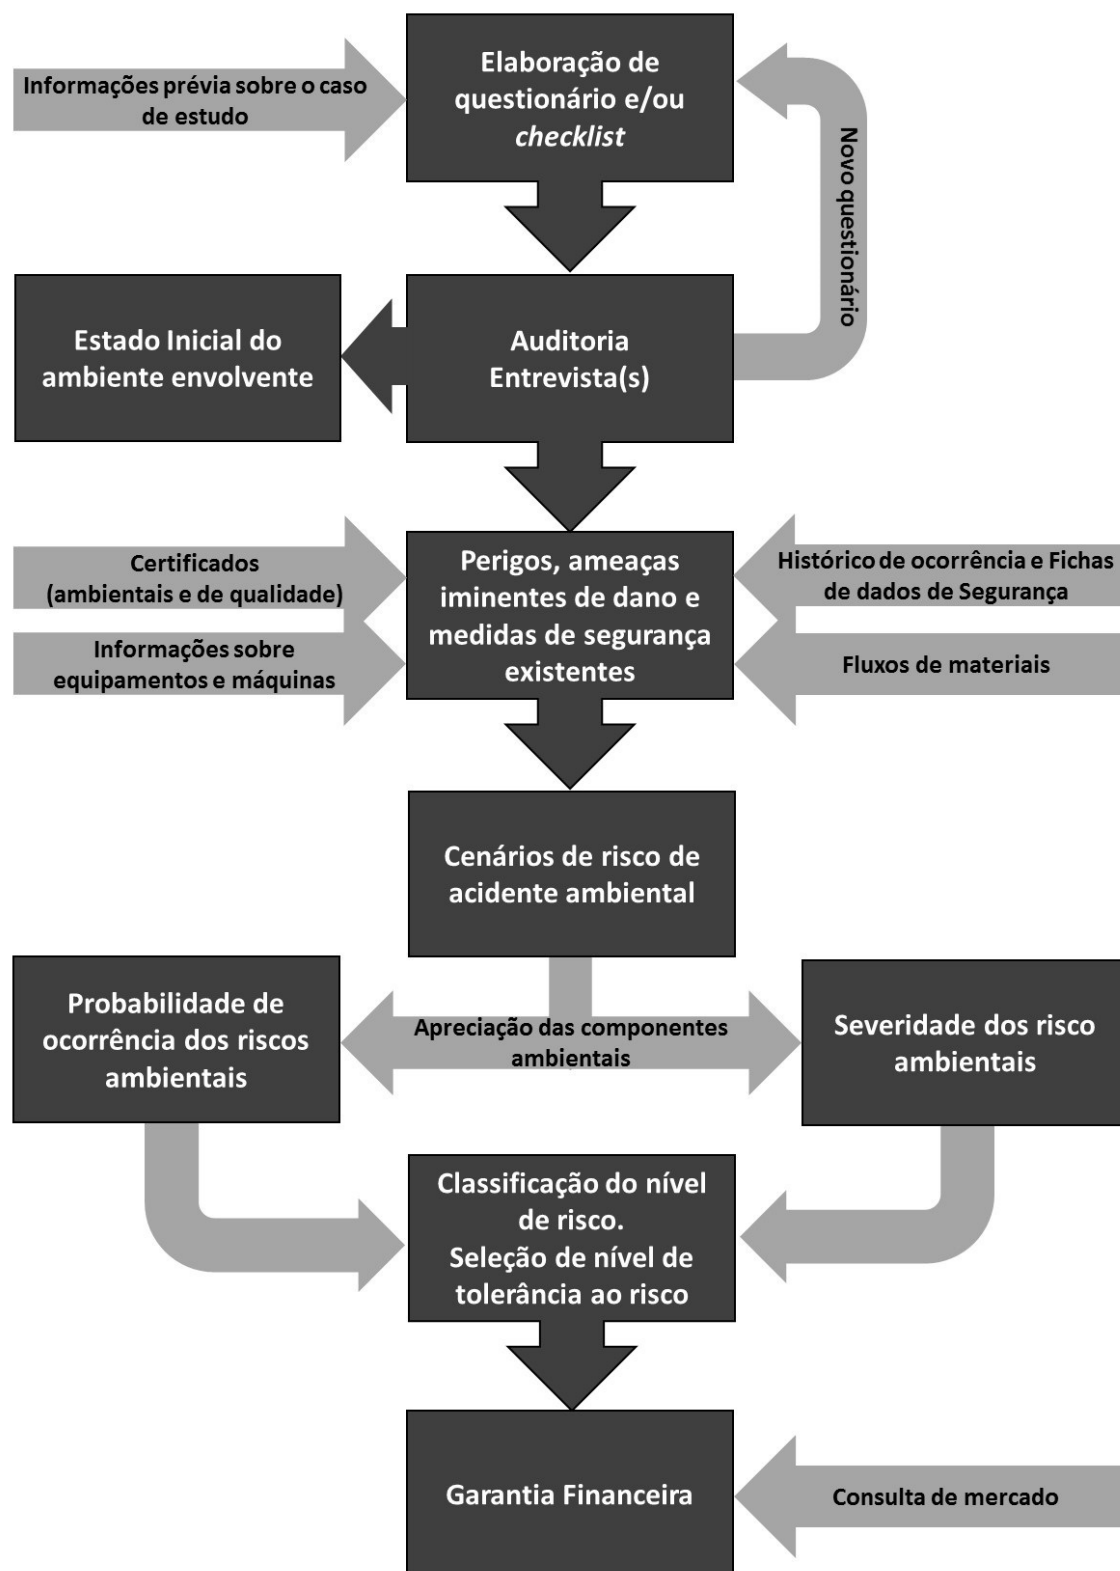 Elaboração de
questionário e/ou
checklist
Informações prévia sobre o caso
de estudo
Novo questionário
Estado Inicial do
ambiente envolvente
Auditoria
Entrevista(s)
Certificados
(ambientais e de qualidade)
Informações sobre
equipamentos e máquinas
Perigos, ameaças
iminentes de dano e
medidas de segurança
existentes
Histórico de ocorrência e Fichas
de dados de Segurança
Fluxos de materiais
Cenários de risco de
acidente ambiental
Probabilidade de
ocorrência dos riscos
ambientais
Apreciação das componentes
ambientais
Severidade dos risco
ambientais
Classificação do nível
de risco.
Seleção de nível de
tolerância ao risco
Garantia Financeira
Consulta de mercado